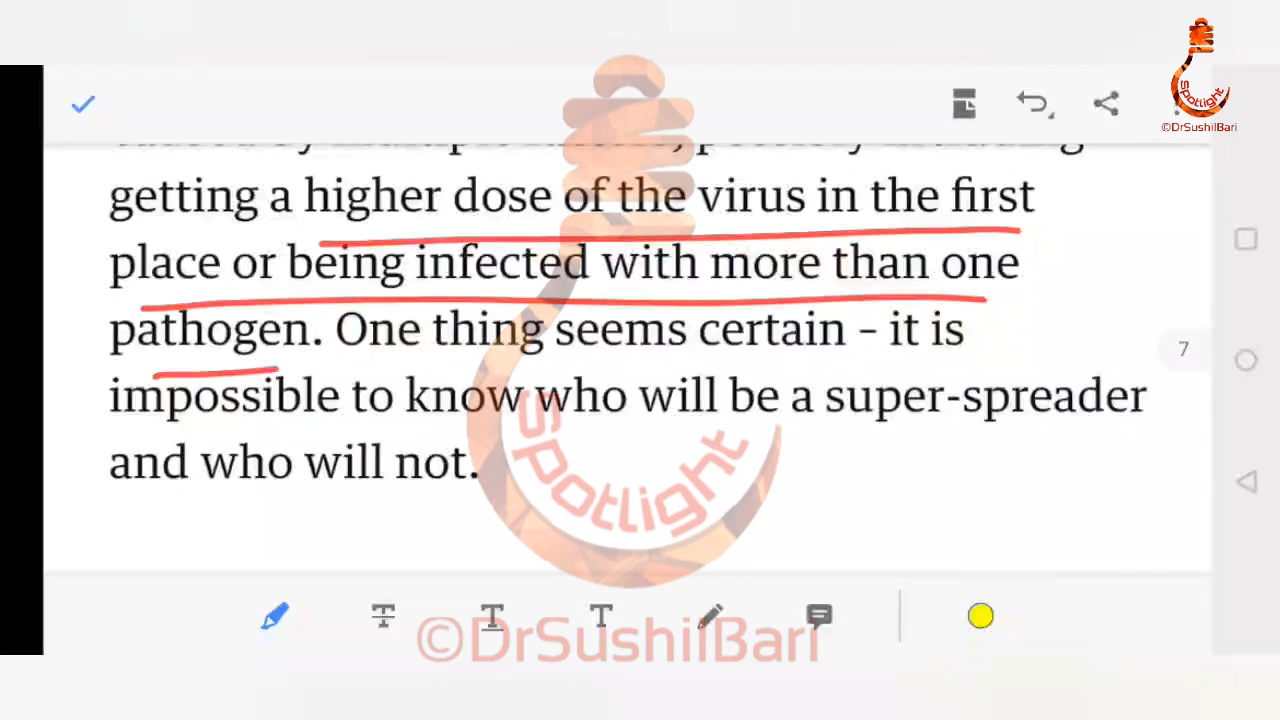 Spotlight
©DrSushilBari
getting a higher dose of the virus in the first
place or being infected with more than one
pathogen. One thing seems certain – it is
7
impossible to know who will be a super-spreader
and who will not.
Spotlight
©DrSushilBari